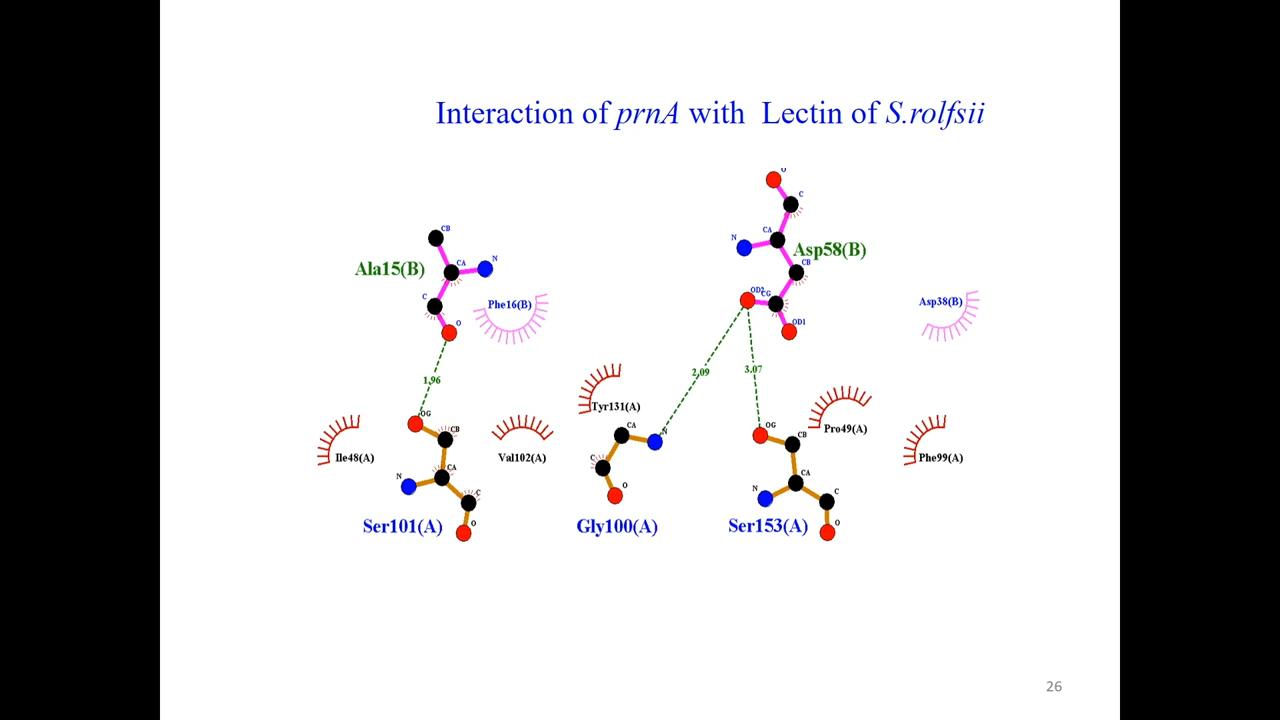 Interaction of prnA with Lectin of S.rolfsii
O
C
CA
N
Asp58(B)
CB
OD2
CG
OD1
CB
CA
N
Ala15(B)
C
O
Phe16(B)
Asp38(B)
1.96
2.09
3.07
Tyr131(A)
Pro49(A)
Ile48(A)
Val102(A)
Phe99(A)
OG
CB
CA
N
C
O
Ser101(A)
CA
N
C
O
Gly100(A)
OG
CB
CA
N
C
O
Ser153(A)
26